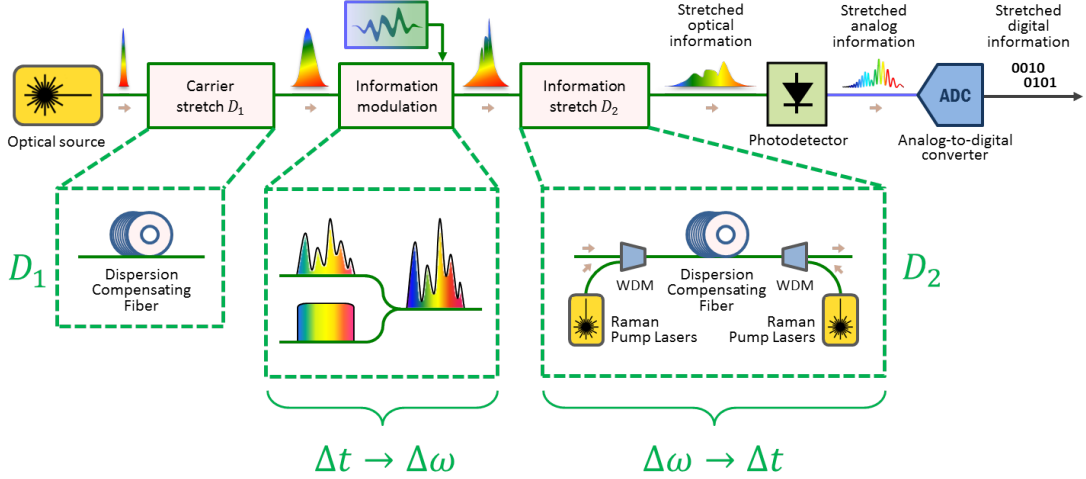 Stretched
optical
information
Stretched
analog
information
Stretched
digital
information
0010
0101
Optical source
Carrier
stretch D₁
Information
modulation
Information
stretch D₂
Photodetector
ADC
Analog-to-digital
converter
D₁
Dispersion
Compensating
Fiber
WDM
Dispersion
Compensating
Fiber
WDM
Raman
Pump Lasers
Raman
Pump Lasers
D₂
Δt → Δω
Δω → Δt